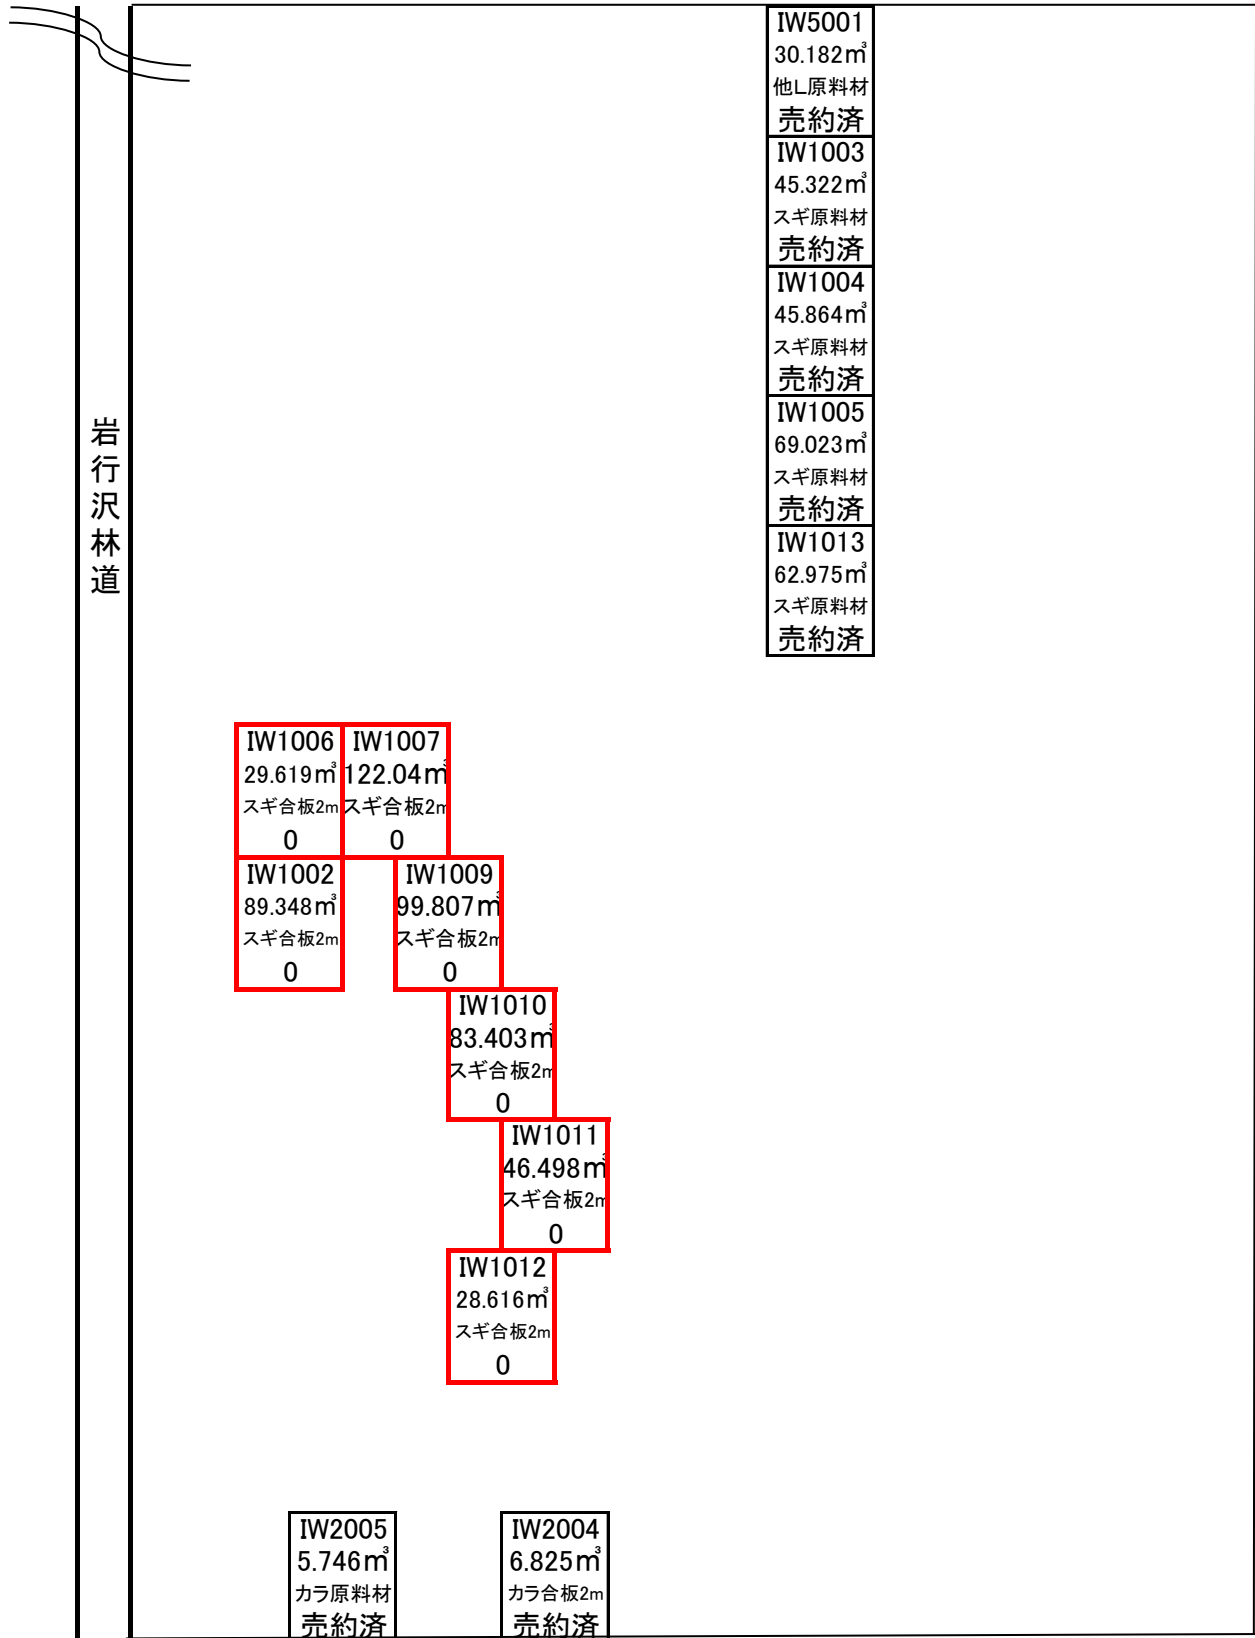 IW5001
30.182㎥
他L原料材
売約済
IW1003
45.322㎥
スギ原料材
売約済
IW1004
45.864㎥
スギ原料材
売約済
IW1005
69.023㎥
スギ原料材
売約済
IW1013
62.975㎥
スギ原料材
売約済
岩行沢林道
IW1006
29.619㎥
スギ合板2m
0
IW1007
122.04㎥
スギ合板2m
0
IW1002
89.348㎥
スギ合板2m
0
IW1009
99.807㎥
スギ合板2m
0
IW1010
83.403㎥
スギ合板2m
0
IW1011
46.498㎥
スギ合板2m
0
IW1012
28.616㎥
スギ合板2m
0
IW2005
5.746㎥
カラ原料材
売約済
IW2004
6.825㎥
カラ合板2m
売約済